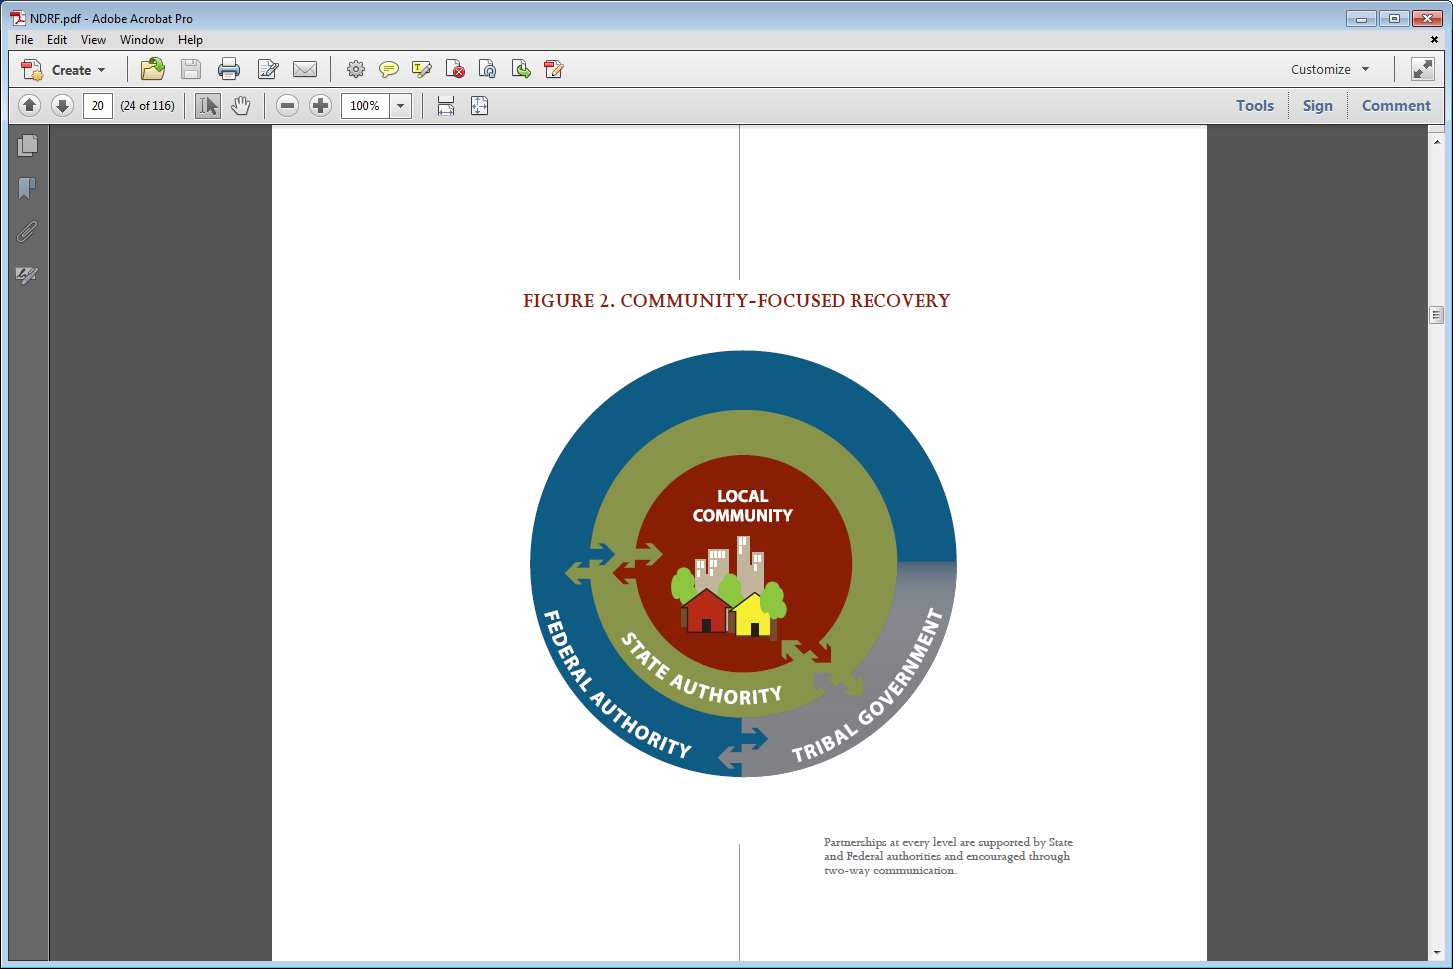 NDRF.pdf - Adobe Acrobat Pro
File Edit View Window Help
Create
Customize
20 (24 of 116) 100% Tools Sign Comment
FIGURE 2. COMMUNITY-FOCUSED RECOVERY
LOCAL
COMMUNITY
STATE AUTHORITY
FEDERAL AUTHORITY
TRIBAL GOVERNMENT
Partnerships at every level are supported by State
and Federal authorities and encouraged through
two-way communication.